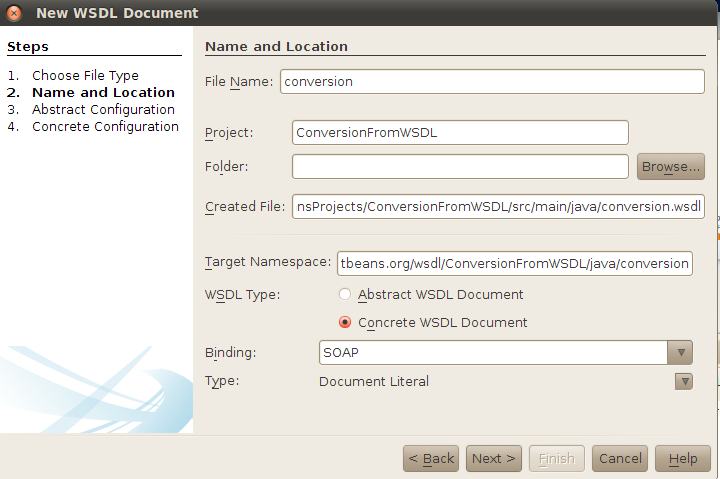 New WSDL Document
Steps
1. Choose File Type
2. Name and Location
3. Abstract Configuration
4. Concrete Configuration
Name and Location
File Name: conversion
Project: ConversionFromWSDL
Folder: Browse...
Created File: nsProjects/ConversionFromWSDL/src/main/java/conversion.wsdl
Target Namespace: tbeans.org/wsdl/ConversionFromWSDL/java/conversion
WSDL Type: Abstract WSDL Document
Concrete WSDL Document
Binding: SOAP
Type: Document Literal
< Back Next > Finish Cancel Help